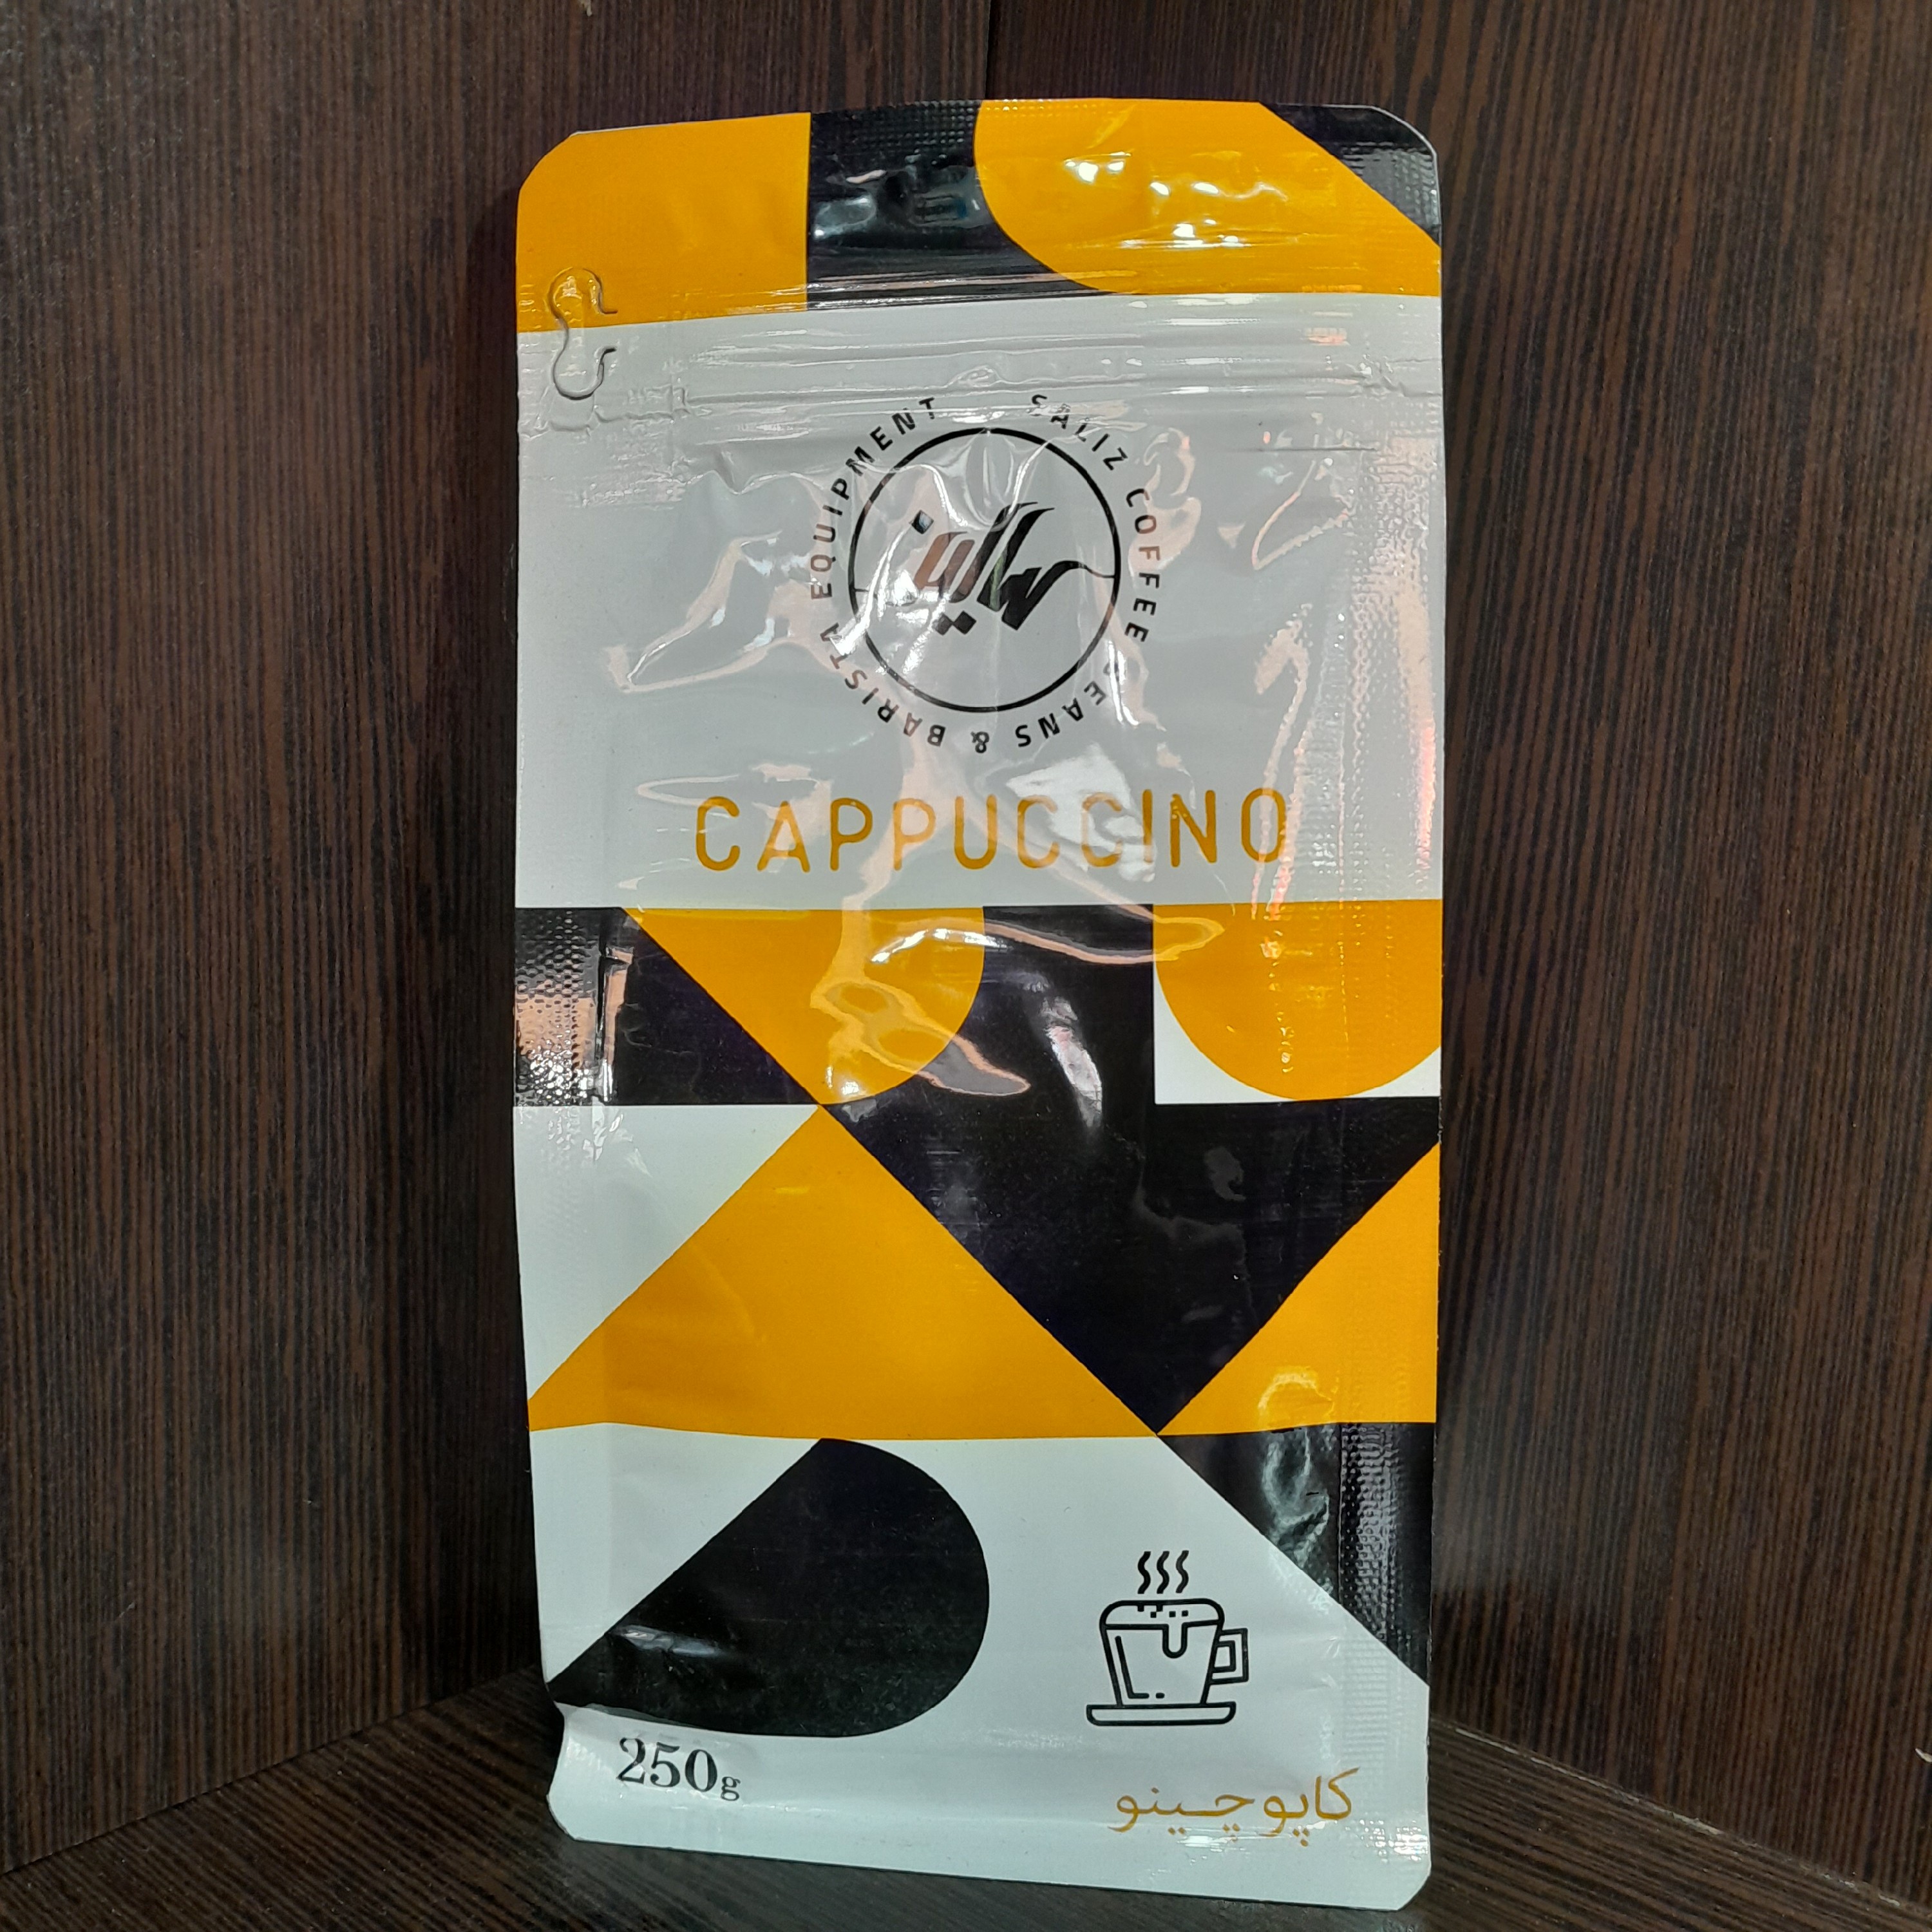 SALIZ COFFEE BEANS & BARISTA EQUIPMENT
سالیز
CAPPUCCINO
250g
کاپوچینو